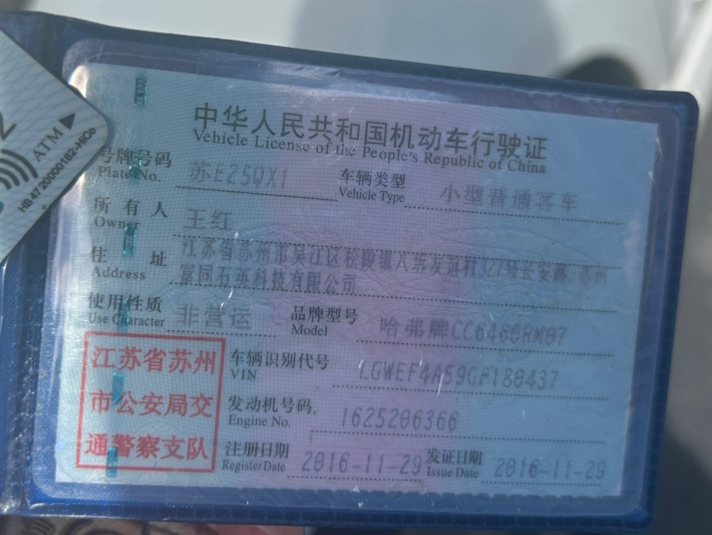 中华人民共和国机动车行驶证
Vehicle License of the People's Republic of China
号牌号码 苏E25QX1 车辆类型 小型普通客车
Plate No. Vehicle Type
所有人 王红
Owner
住址 江苏省苏州市吴江区松陵镇八坼友谊村327号长安路,苏州
Address 富国石英科技有限公司
使用性质 非营运 品牌型号 哈弗牌CC6460RM07
Use Character Model
江苏省苏州 车辆识别代号 LGWEF4A59GF180437
VIN
市公安局交 发动机号码 1625206366
Engine No.
通警察支队 注册日期 2016-11-29 发证日期 2016-11-29
Register Date Issue Date
ATM
HB4720000162-HiCo